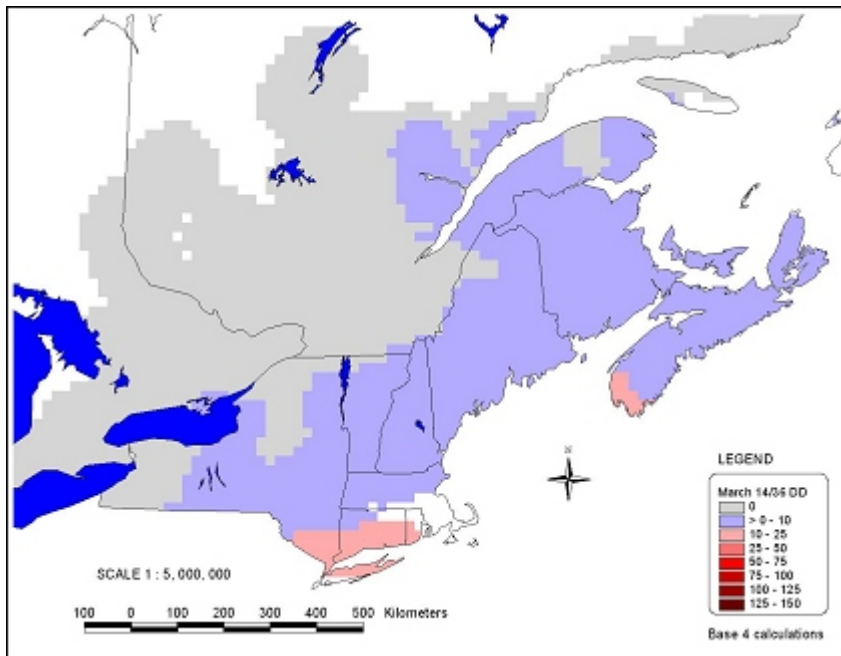 N
LEGEND
March 14/36 DD
0
> 0 - 10
10 - 25
25 - 50
50 - 75
75 - 100
100 - 125
125 - 150
SCALE 1 : 5,000,000
100 0 100 200 300 400 500 Kilometers
Base 4 calculations